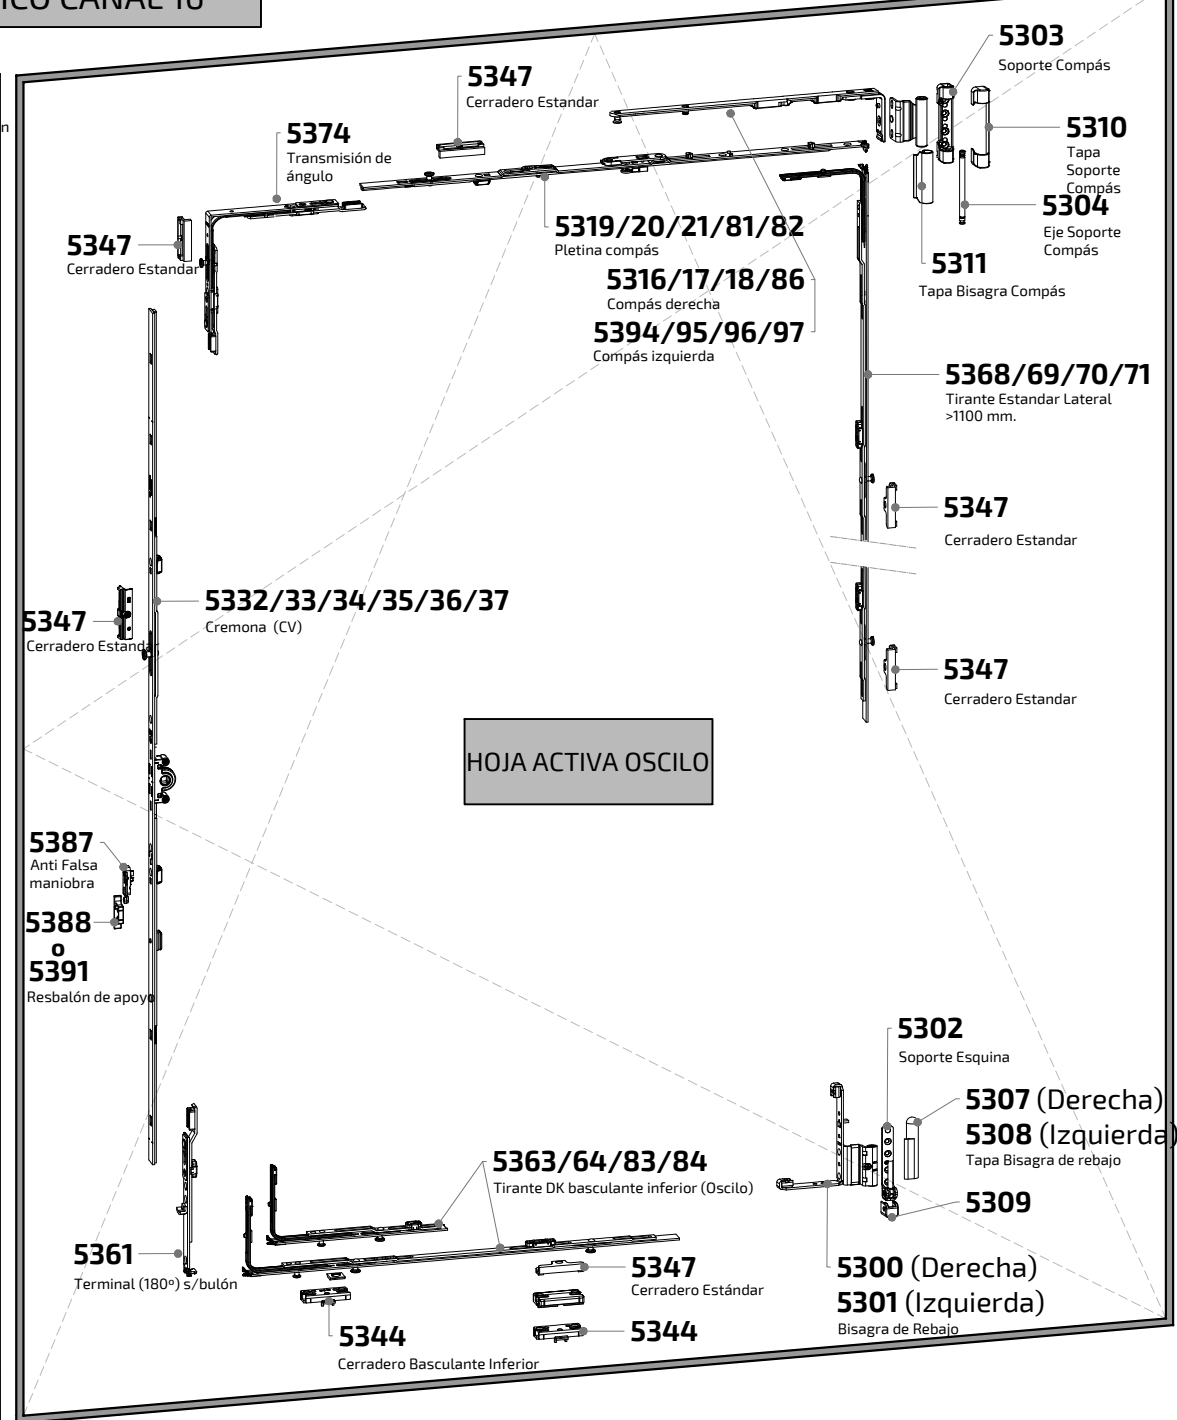 CANAL 16
5303
Soporte Compás
5347
Cerradero Estandar
5310
Tapa
Soporte
Compás
5374
Transmisión de
ángulo
5304
Eje Soporte
Compás
5319/20/21/81/82
Pletina compás
5347
Cerradero Estandar
5311
Tapa Bisagra Compás
5316/17/18/86
Compás derecha
5394/95/96/97
Compás izquierda
5368/69/70/71
Tirante Estandar Lateral
>1100 mm.
5347
Cerradero Estandar
5332/33/34/35/36/37
Cremona (CV)
5347
Cerradero Estandar
5347
Cerradero Estandar
HOJA ACTIVA OSCILO
5387
Anti Falsa
maniobra
5388
o
5391
Resbalón de apoyo
5302
Soporte Esquina
5307 (Derecha)
5308 (Izquierda)
Tapa Bisagra de rebajo
5363/64/83/84
Tirante DK basculante inferior (Oscilo)
5309
5361
Terminal (180º) s/bulón
5347
Cerradero Estándar
5300 (Derecha)
5301 (Izquierda)
Bisagra de Rebajo
5344
Cerradero Basculante Inferior
5344